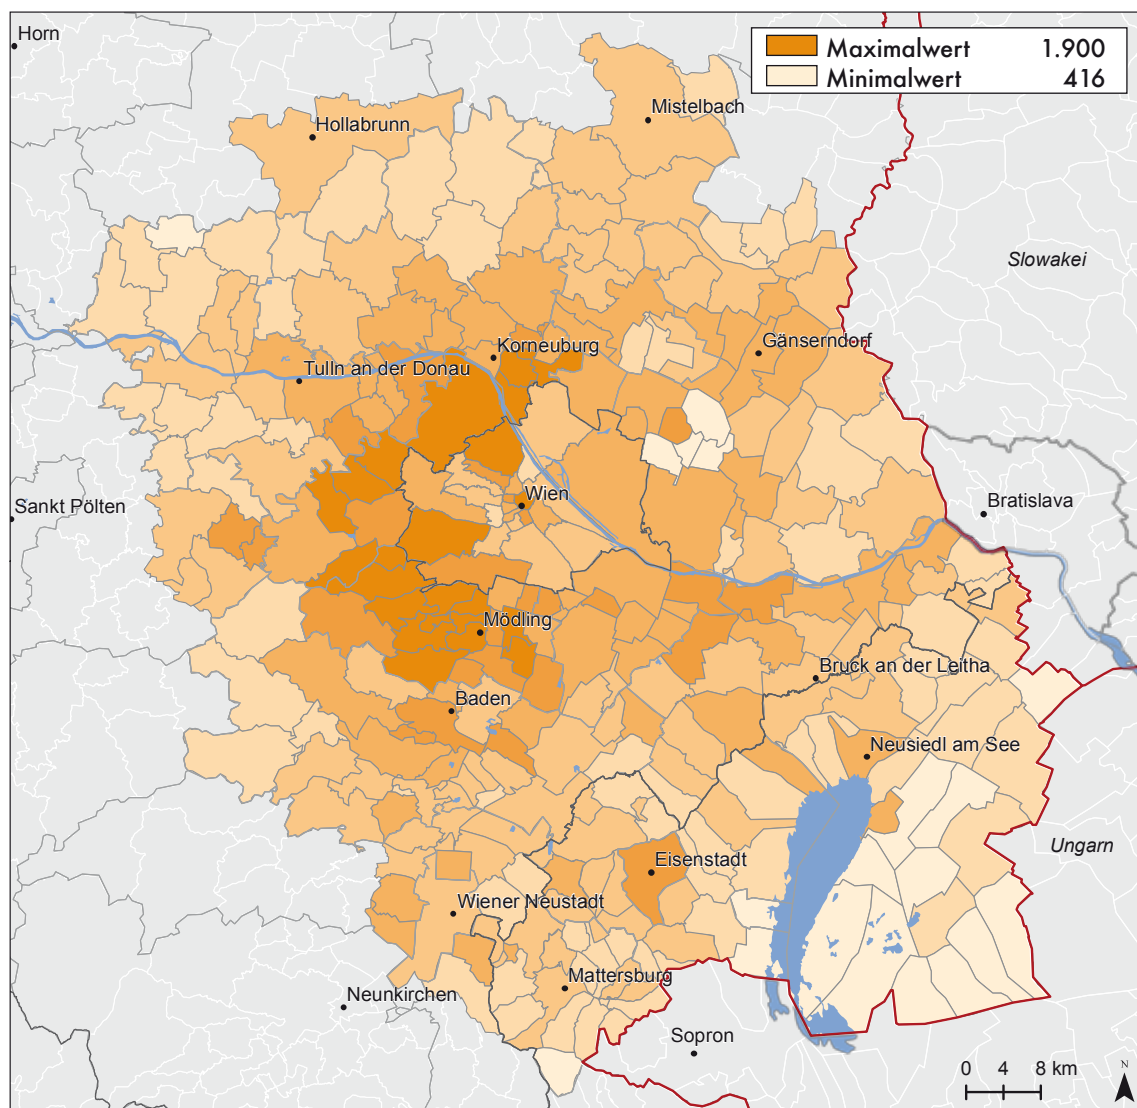 Horn
Maximalwert 1.900
Minimalwert 416
Mistelbach
Hollabrunn
Slowakei
Korneuburg
Gänserndorf
Tulln an der Donau
Wien
Bratislava
Sankt Pölten
Mödling
Bruck an der Leitha
Baden
Neusiedl am See
Ungarn
Eisenstadt
Wiener Neustadt
Mattersburg
Neunkirchen
Sopron
N
0 4 8 km